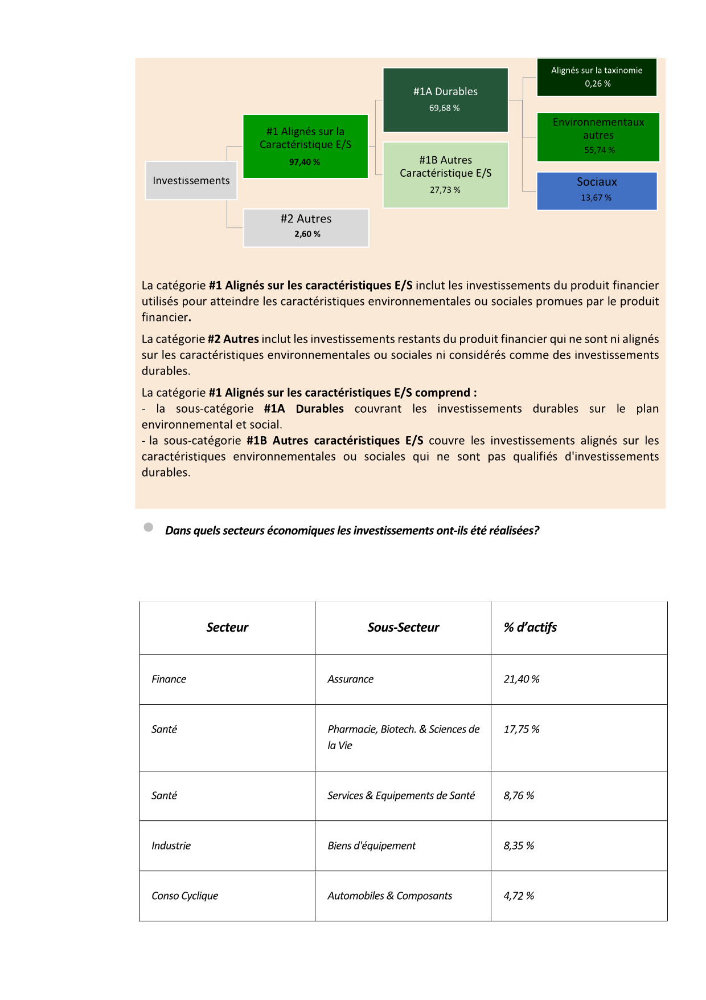 Alignés sur la taxinomie
0,26 %
#1A Durables
69,68 %
Environnementaux
autres
55,74 %
#1 Alignés sur la
Caractéristique E/S
97,40 %
#1B Autres
Caractéristique E/S
27,73 %
Investissements
Sociaux
13,67 %
#2 Autres
2,60 %
La catégorie #1 Alignés sur les caractéristiques E/S inclut les investissements du produit financier
utilisés pour atteindre les caractéristiques environnementales ou sociales promues par le produit
financier.
La catégorie #2 Autres inclut les investissements restants du produit financier qui ne sont ni alignés
sur les caractéristiques environnementales ou sociales ni considérés comme des investissements
durables.
La catégorie #1 Alignés sur les caractéristiques E/S comprend :
- la sous-catégorie #1A Durables couvrant les investissements durables sur le plan
environnemental et social.
- la sous-catégorie #1B Autres caractéristiques E/S couvre les investissements alignés sur les
caractéristiques environnementales ou sociales qui ne sont pas qualifiés d'investissements
durables.
Dans quels secteurs économiques les investissements ont-ils été réalisées?
Secteur Sous-Secteur % d’actifs
Finance Assurance 21,40 %
Santé Pharmacie, Biotech. & Sciences de 17,75 %
la Vie
Santé Services & Equipements de Santé 8,76 %
Industrie Biens d'équipement 8,35 %
Conso Cyclique Automobiles & Composants 4,72 %